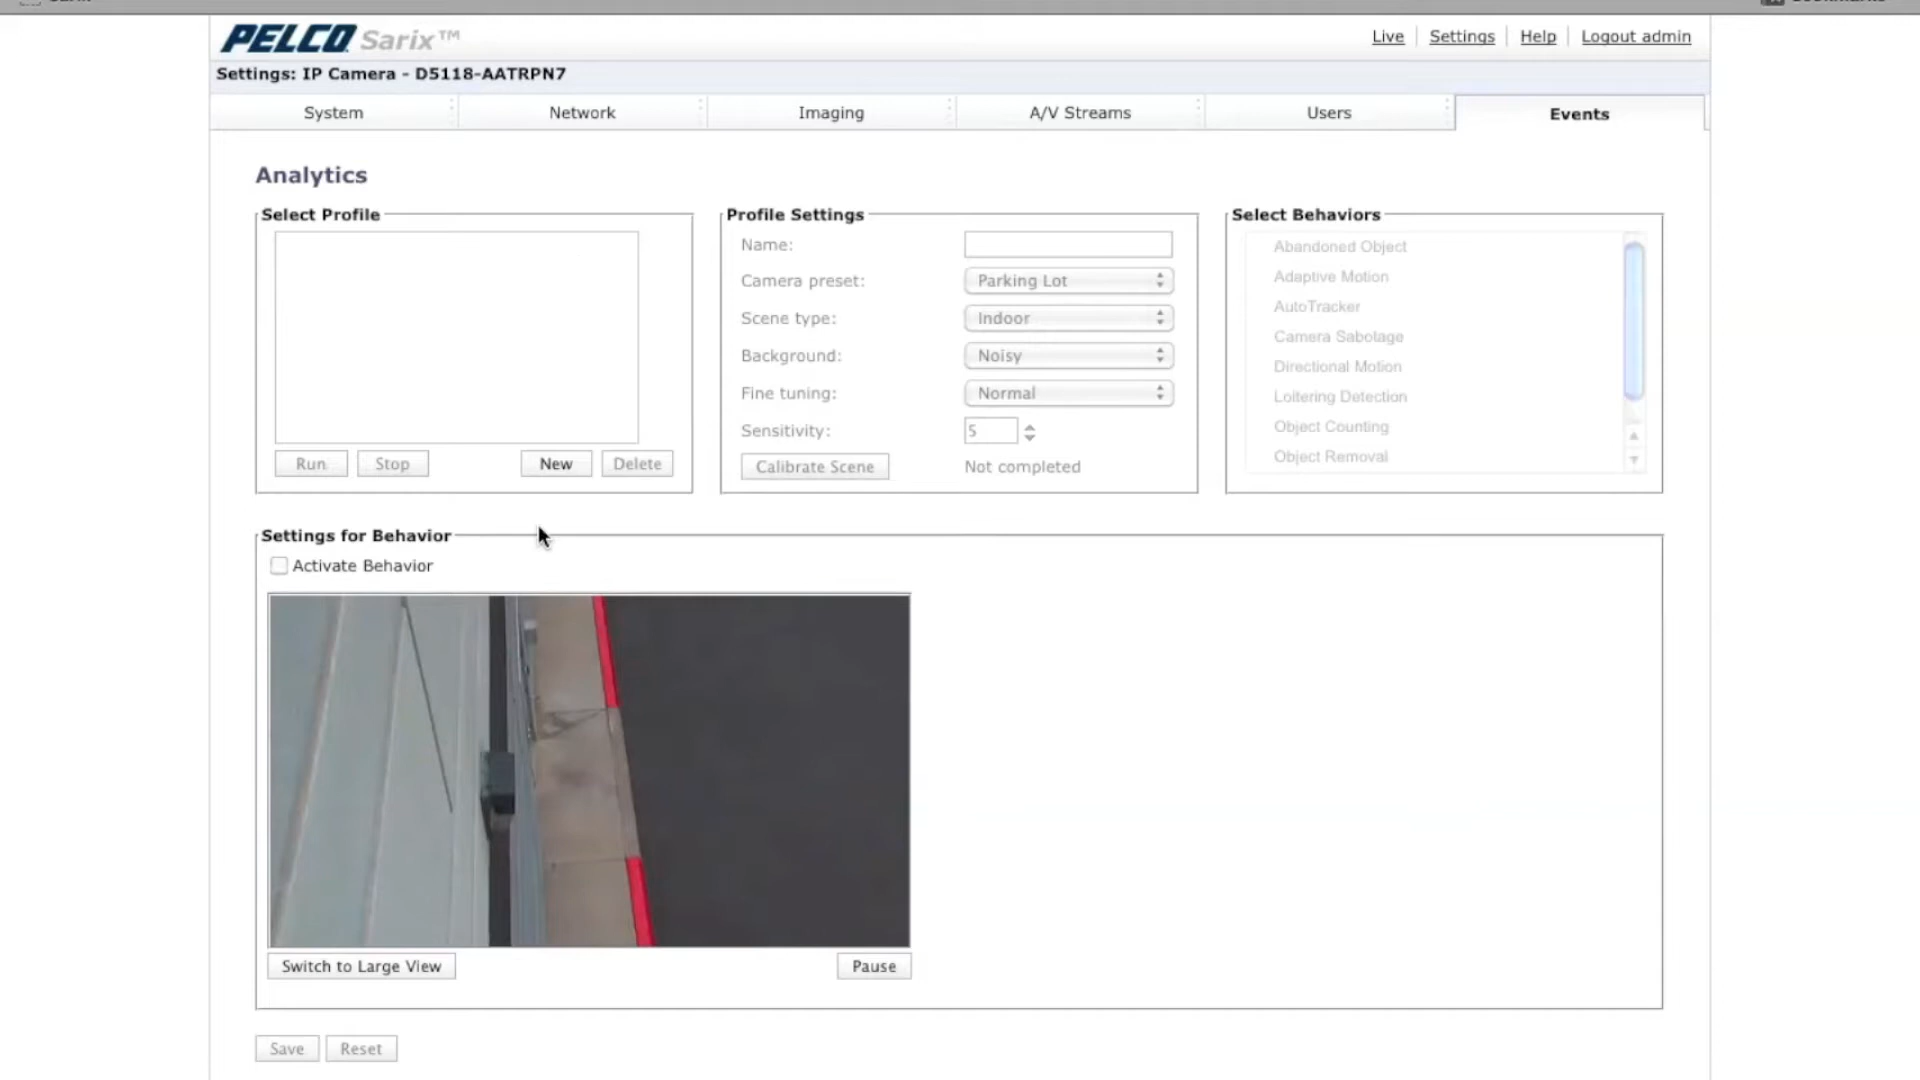 PELCO Sarix™
Live Settings Help Logout admin
Settings: IP Camera - D5118-AATRPN7
System Network Imaging A/V Streams Users Events
Analytics
Select Profile
Run Stop New Delete
Profile Settings
Name:
Camera preset: Parking Lot
Scene type: Indoor
Background: Noisy
Fine tuning: Normal
Sensitivity: 5
Calibrate Scene Not completed
Select Behaviors
Abandoned Object
Adaptive Motion
AutoTracker
Camera Sabotage
Directional Motion
Loitering Detection
Object Counting
Object Removal
Settings for Behavior
Activate Behavior
Switch to Large View Pause
Save Reset